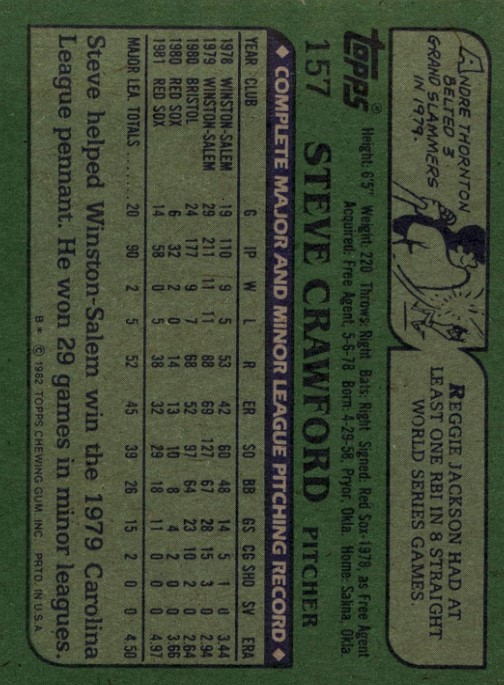 ANDRE THORNTON
BELTED 3
GRAND SLAMMERS
IN 1979.
REGGIE JACKSON HAD AT
LEAST ONE RBI IN 8 STRAIGHT
WORLD SERIES GAMES.
topps®
Height: 6'5" Weight: 220 Throws: Right Bats: Right Signed: Red Sox-1978, as Free Agent
Acquired: Free Agent, 5-6-78 Born: 4-29-58, Pryor, Okla. Home: Salina, Okla.
157 STEVE CRAWFORD PITCHER
◆ COMPLETE MAJOR AND MINOR LEAGUE PITCHING RECORD ◆
YEAR CLUB G IP W L R ER SO BB GS CG SHO SV ERA
1978 WINSTON-SALEM 19 110 9 5 53 42 60 48 14 5 1 0 3.44
1979 WINSTON-SALEM 29 211 11 11 88 69 127 67 28 15 3 0 2.94
1980 BRISTOL 24 177 9 7 68 52 97 64 23 10 2 0 2.64
1980 RED SOX 6 32 2 0 14 13 10 8 4 2 0 0 3.66
1981 RED SOX 14 58 0 5 38 32 29 18 11 0 0 0 4.97
MAJOR LEA. TOTALS ....... 20 90 2 5 52 45 39 26 15 2 0 0 4.50
Steve helped Winston-Salem win the 1979 Carolina
League pennant. He won 29 games in minor leagues.
B* © 1982 TOPPS CHEWING GUM, INC. PRTD. IN U.S.A.